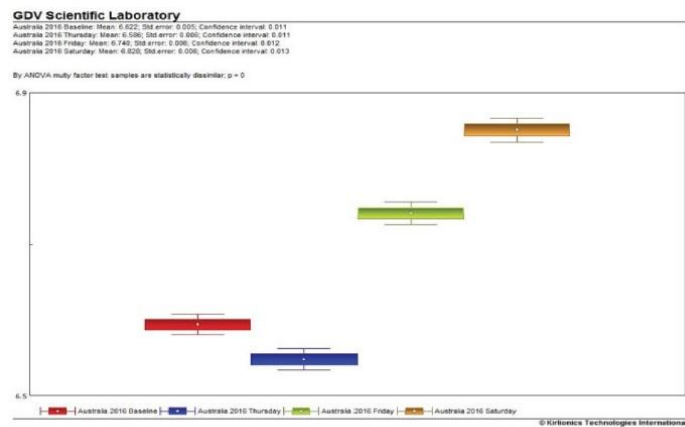 GDV Scientific Laboratory
Australia 2016 Baseline: Mean: 6.622; Std.error: 0.005; Confidence interval: 0.011
Australia 2016 Thursday: Mean: 6.586; Std.error: 0.006; Confidence interval: 0.011
Australia 2016 Friday: Mean: 6.740; Std.error: 0.006; Confidence interval: 0.012
Australia 2016 Saturday: Mean: 6.828; Std.error: 0.006; Confidence interval: 0.013
By ANOVA multy factor test: samples are statistically dissimilar; p = 0
6.9
6.5
Australia 2016 Baseline Australia 2016 Thursday Australia 2016 Friday Australia 2016 Saturday
© Kirlionics Technologies Internationa